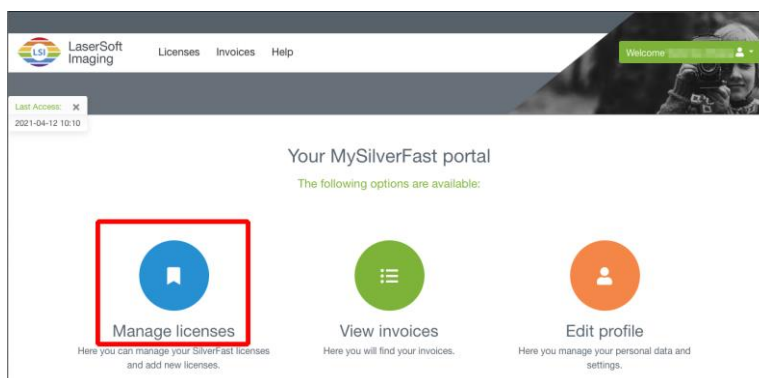 LSI
LaserSoft
Imaging
Licenses Invoices Help
Welcome
Last Access:
2021-04-12 10:10
Your MySilverFast portal
The following options are available:
Manage licenses
Here you can manage your SilverFast licenses
and add new licenses.
View invoices
Here you will find your invoices.
Edit profile
Here you manage your personal data and
settings.